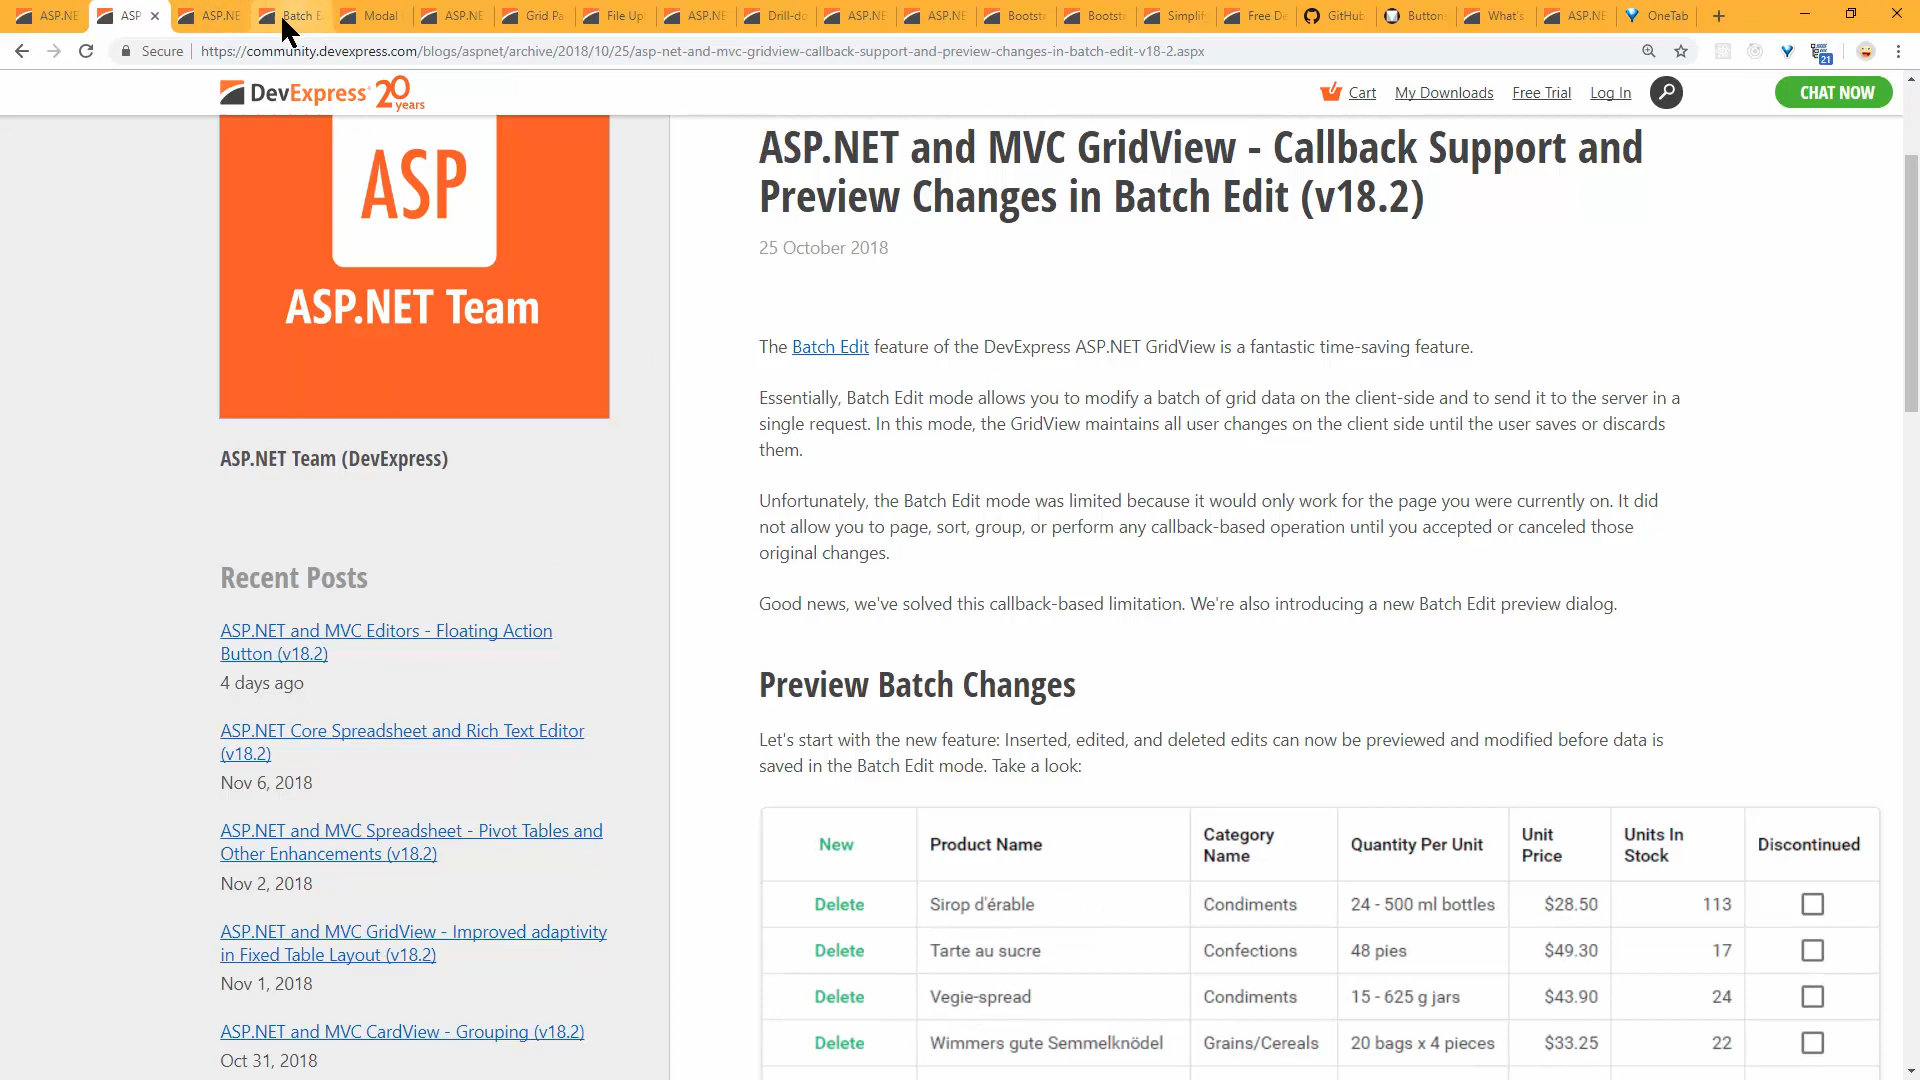 ASP.NE
ASP
ASP.NE
Batch E
Modal
ASP.NE
Grid Pa
File Up
ASP.NE
Drill-do
ASP.NE
ASP.NE
Bootst
Bootst
Simplif
Free De
GitHub
Button
What's
ASP.NE
OneTab
Secure
https://community.devexpress.com/blogs/aspnet/archive/2018/10/25/asp-net-and-mvc-gridview-callback-support-and-preview-changes-in-batch-edit-v18-2.aspx
21
DevExpress 20 years
Cart
My Downloads
Free Trial
Log In
CHAT NOW
ASP
ASP.NET Team
ASP.NET Team (DevExpress)
Recent Posts
ASP.NET and MVC Editors - Floating Action
Button (v18.2)
4 days ago
ASP.NET Core Spreadsheet and Rich Text Editor
(v18.2)
Nov 6, 2018
ASP.NET and MVC Spreadsheet - Pivot Tables and
Other Enhancements (v18.2)
Nov 2, 2018
ASP.NET and MVC GridView - Improved adaptivity
in Fixed Table Layout (v18.2)
Nov 1, 2018
ASP.NET and MVC CardView - Grouping (v18.2)
Oct 31, 2018
ASP.NET and MVC GridView - Callback Support and
Preview Changes in Batch Edit (v18.2)
25 October 2018
The Batch Edit feature of the DevExpress ASP.NET GridView is a fantastic time-saving feature.
Essentially, Batch Edit mode allows you to modify a batch of grid data on the client-side and to send it to the server in a
single request. In this mode, the GridView maintains all user changes on the client side until the user saves or discards
them.
Unfortunately, the Batch Edit mode was limited because it would only work for the page you were currently on. It did
not allow you to page, sort, group, or perform any callback-based operation until you accepted or canceled those
original changes.
Good news, we've solved this callback-based limitation. We're also introducing a new Batch Edit preview dialog.
Preview Batch Changes
Let's start with the new feature: Inserted, edited, and deleted edits can now be previewed and modified before data is
saved in the Batch Edit mode. Take a look:
New Product Name Category Name Quantity Per Unit Unit Price Units In Stock Discontinued
Delete Sirop d'érable Condiments 24 - 500 ml bottles $28.50 113
Delete Tarte au sucre Confections 48 pies $49.30 17
Delete Vegie-spread Condiments 15 - 625 g jars $43.90 24
Delete Wimmers gute Semmelknödel Grains/Cereals 20 bags x 4 pieces $33.25 22